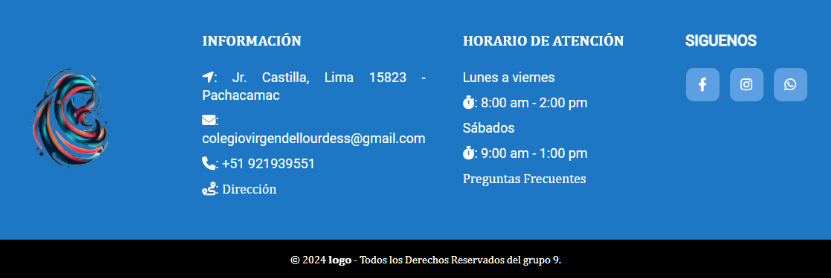 INFORMACIÓN
: Jr. Castilla, Lima 15823 -
Pachacamac
:
colegiovirgendellourdess@gmail.com
: +51 921939551
: Dirección
HORARIO DE ATENCIÓN
Lunes a viernes
: 8:00 am - 2:00 pm
Sábados
: 9:00 am - 1:00 pm
Preguntas Frecuentes
SIGUENOS
© 2024 logo - Todos los Derechos Reservados del grupo 9.